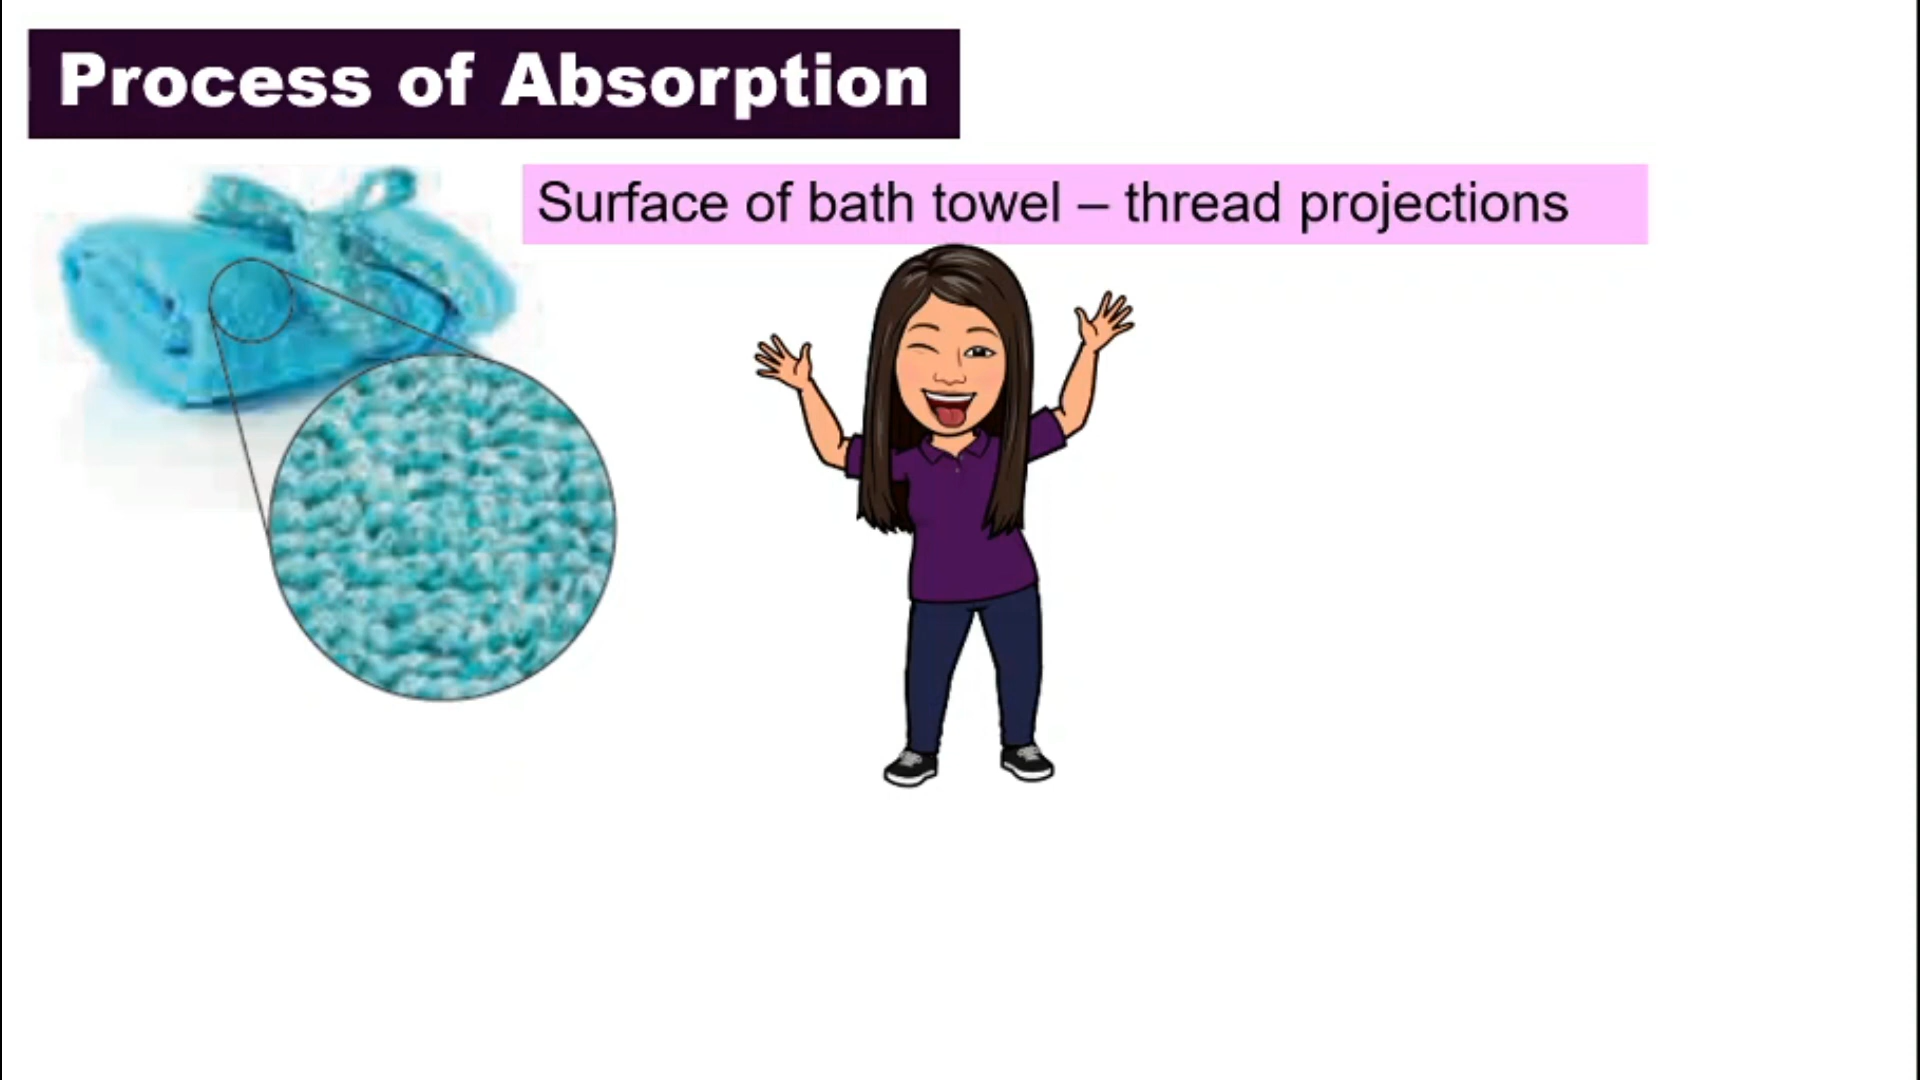 Process of Absorption
Surface of bath towel – thread projections